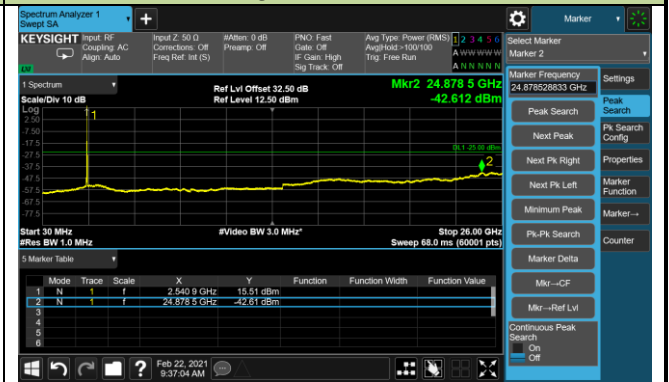 Spectrum Analyzer 1
Swept SA
Marker
KEYSIGHT
Input: RF
Coupling: AC
Align: Auto
Input Z: 50 Ω
Corrections: Off
Freq Ref: Int (S)
#Atten: 0 dB
Preamp: Off
PNO: Fast
Gate: Off
IF Gain: High
Sig Track: Off
Avg Type: Power (RMS)
Avg|Hold:>100/100
Trig: Free Run
1 2 3 4 5 6
A W W W W W
A N N N N N
LV
1 Spectrum
Scale/Div 10 dB
Ref Lvl Offset 32.50 dB
Ref Level 12.50 dBm
Mkr2 24.878 5 GHz
-42.612 dBm
Log
2.50
-7.50
-17.5
-27.5
-37.5
-47.5
-57.5
-67.5
-77.5
1
DL1 -25.00 dBm
2
Start 30 MHz
#Res BW 1.0 MHz
#Video BW 3.0 MHz*
Stop 26.00 GHz
Sweep 68.0 ms (60001 pts)
5 Marker Table
Mode Trace Scale X Y Function Function Width Function Value
1 N 1 f 2.540 9 GHz 15.51 dBm
2 N 1 f 24.878 5 GHz -42.61 dBm
3
4
5
6
Feb 22, 2021
9:37:04 AM
Select Marker
Marker 2
Marker Frequency
24.878528833 GHz
Peak Search
Next Peak
Next Pk Right
Next Pk Left
Minimum Peak
Pk-Pk Search
Marker Delta
Mkr→CF
Mkr→Ref Lvl
Continuous Peak
Search
On
Off
Settings
Peak
Search
Pk Search
Config
Properties
Marker
Function
Marker→
Counter